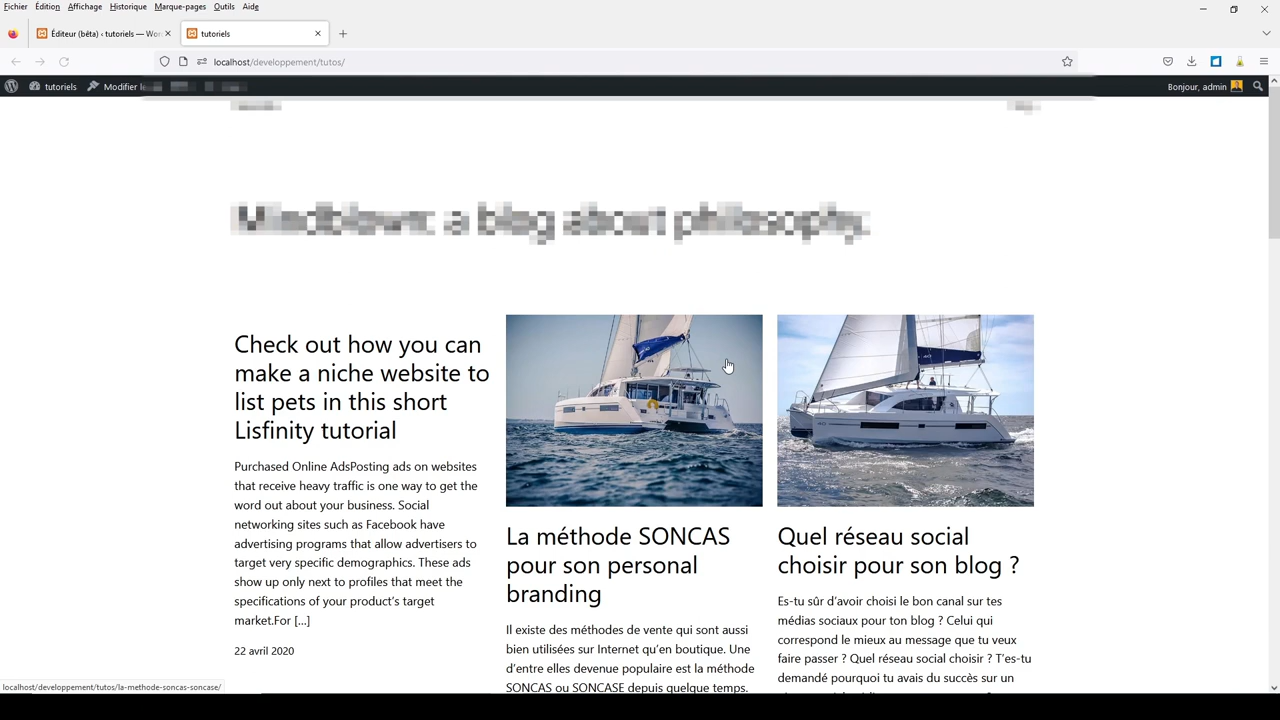 Fichier Édition Affichage Historique Marque-pages Outils Aide
Éditeur (bêta) ‹ tutoriels — Wor
tutoriels
localhost/developpement/tutos/
tutoriels Modifier le
Bonjour, admin
Mindblown: a blog about philosophy.
Check out how you can
make a niche website to
list pets in this short
Lisfinity tutorial
Purchased Online AdsPosting ads on websites
that receive heavy traffic is one way to get the
word out about your business. Social
networking sites such as Facebook have
advertising programs that allow advertisers to
target very specific demographics. These ads
show up only next to profiles that meet the
specifications of your product’s target
market.For […]
22 avril 2020
La méthode SONCAS
pour son personal
branding
Il existe des méthodes de vente qui sont aussi
bien utilisées sur Internet qu’en boutique. Une
d’entre elles devenue populaire est la méthode
SONCAS ou SONCASE depuis quelque temps.
Quel réseau social
choisir pour son blog ?
Es-tu sûr d’avoir choisi le bon canal sur tes
médias sociaux pour ton blog ? Celui qui
correspond le mieux au message que tu veux
faire passer ? Quel réseau social choisir ? T’es-tu
demandé pourquoi tu avais du succès sur un
localhost/developpement/tutos/la-methode-soncas-soncase/